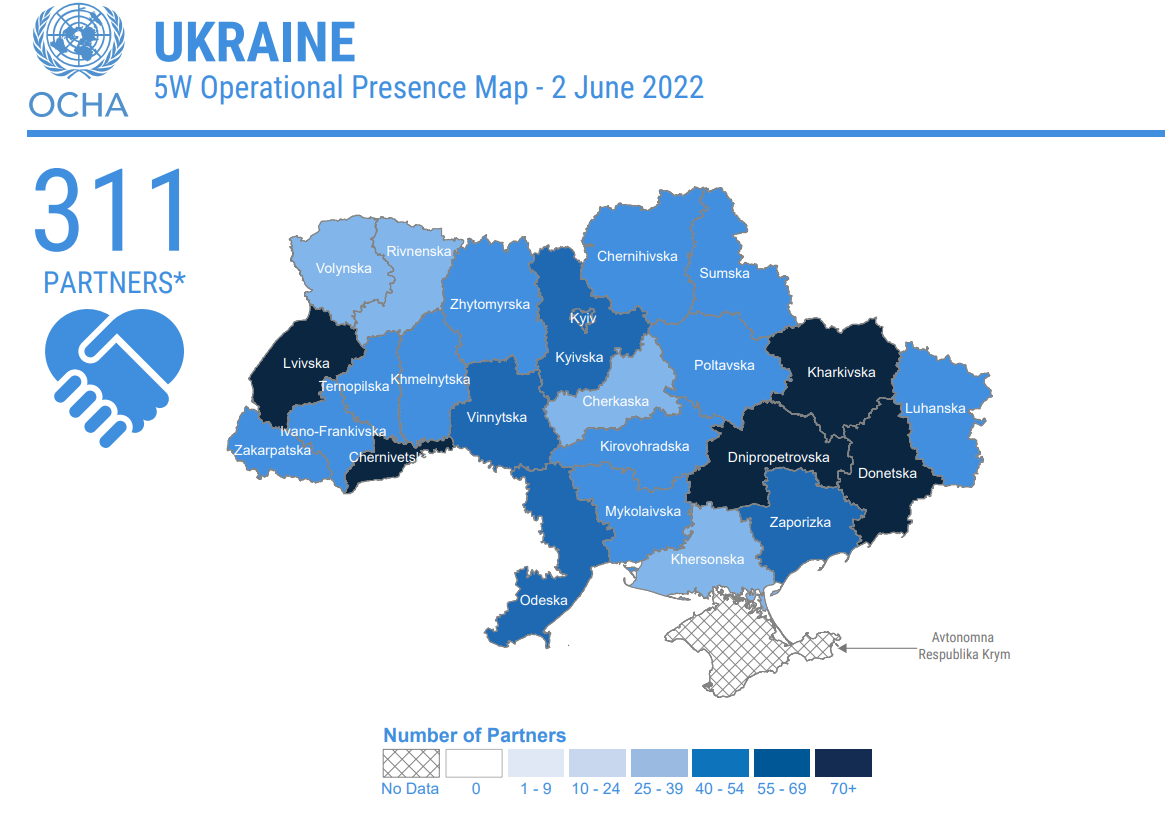 UKRAINE
5W Operational Presence Map - 2 June 2022
OCHA
311
PARTNERS*
Volynska
Rivnenska
Zhytomyrska
Kyiv
Kyivska
Chernihivska
Sumska
Lvivska
Ternopilska
Khmelnytska
Vinnytska
Cherkaska
Poltavska
Kharkivska
Luhanska
Zakarpatska
Ivano-Frankivska
Chernivetsk
Kirovohradska
Dnipropetrovska
Donetska
Mykolaivska
Zaporizka
Khersonska
Odeska
Avtonomna
Respublika Krym
Number of Partners
No Data 0 1 - 9 10 - 24 25 - 39 40 - 54 55 - 69 70+